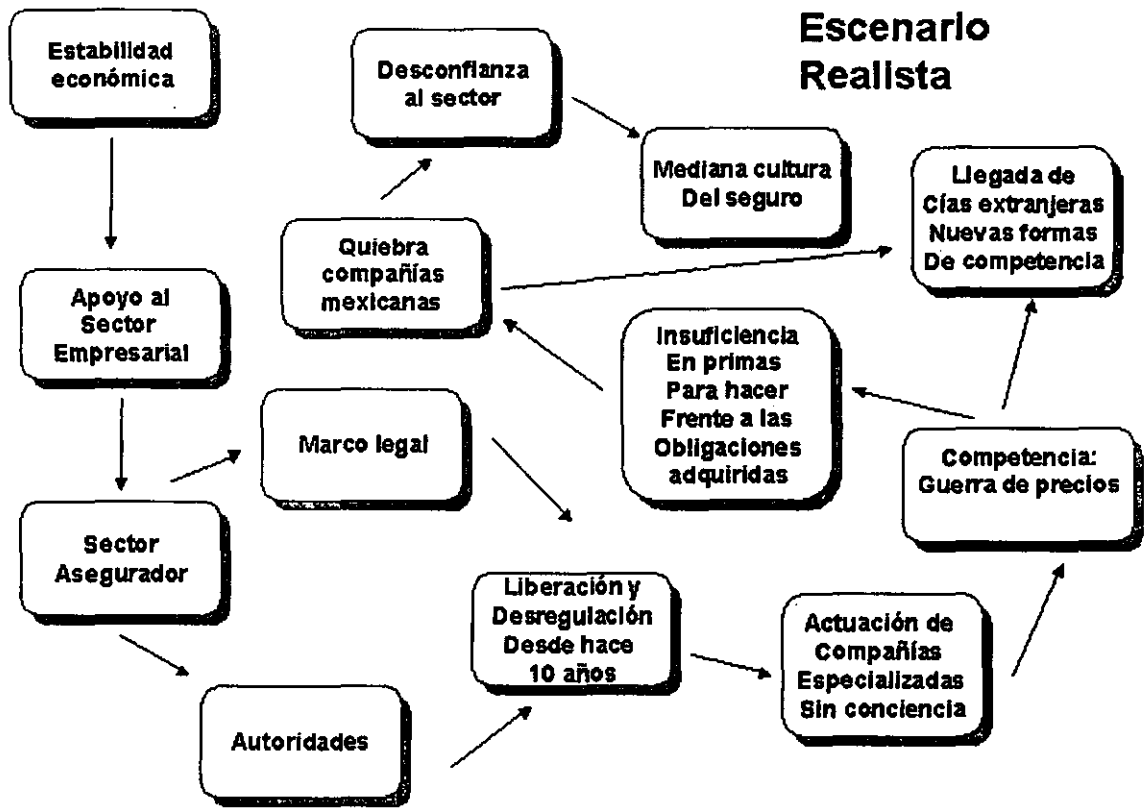 Escenario
Realista
Estabilidad
económica
Desconfianza
al sector
Mediana cultura
Del seguro
Llegada de
Cías extranjeras
Nuevas formas
De competencia
Quiebra
compañías
mexicanas
Apoyo al
Sector
Empresarial
Insuficiencia
En primas
Para hacer
Frente a las
Obligaciones
adquiridas
Marco legal
Competencia:
Guerra de precios
Sector
Asegurador
Liberación y
Desregulación
Desde hace
10 años
Actuación de
Compañías
Especializadas
Sin conciencia
Autoridades